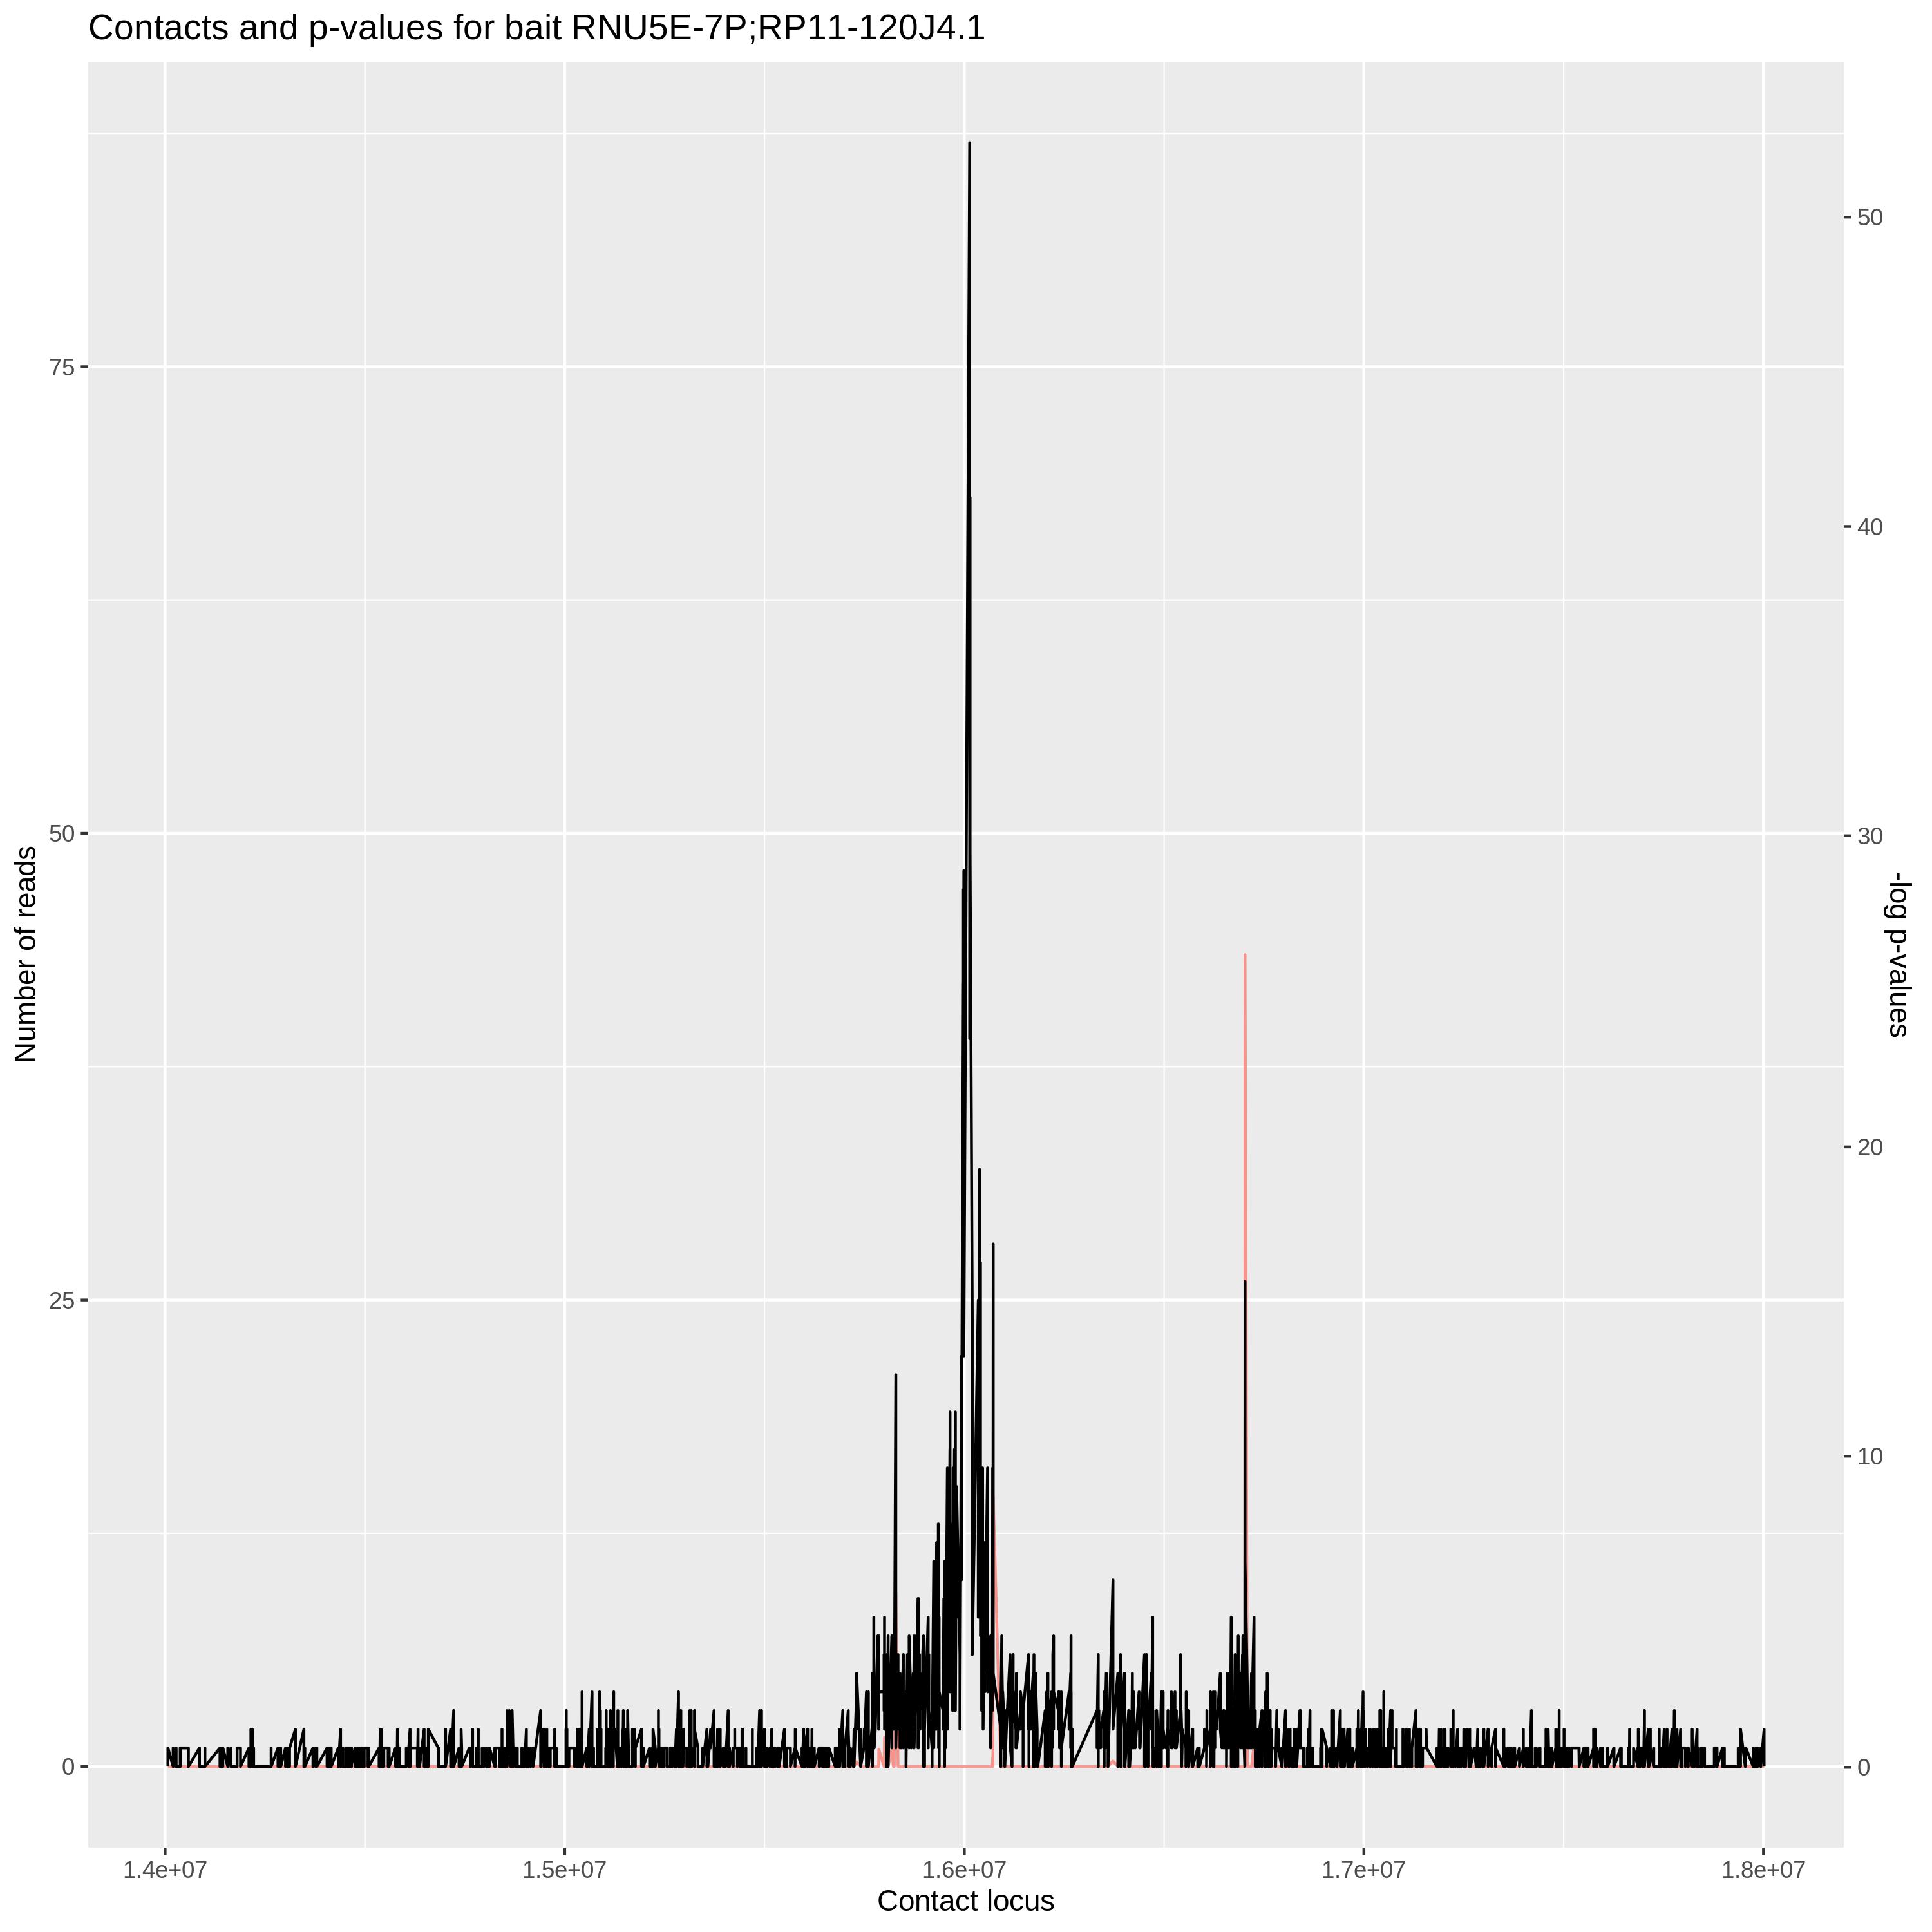 Contacts and p-values for bait RNU5E-7P;RP11-120J4.1
75
50
25
0
Number of reads
50
40
30
20
10
0
-log p-values
1.4e+07
1.5e+07
1.6e+07
1.7e+07
1.8e+07
Contact locus